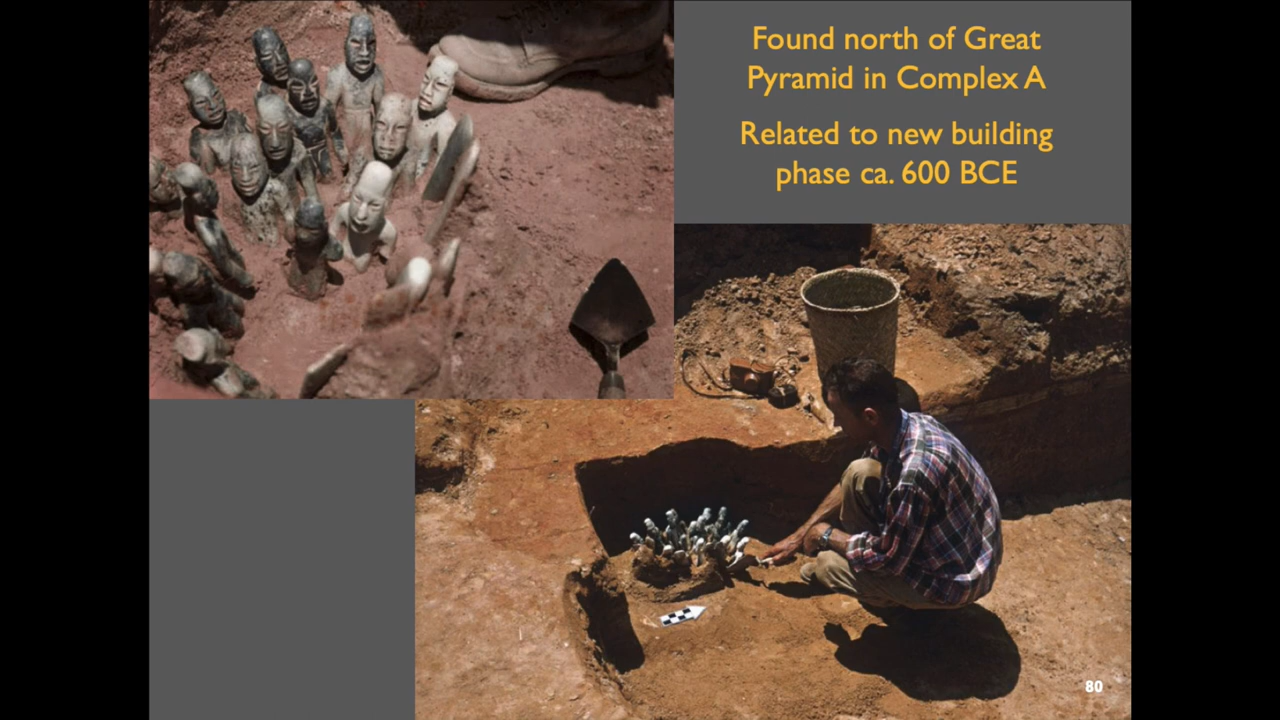 Found north of Great
Pyramid in Complex A
Related to new building
phase ca. 600 BCE
80